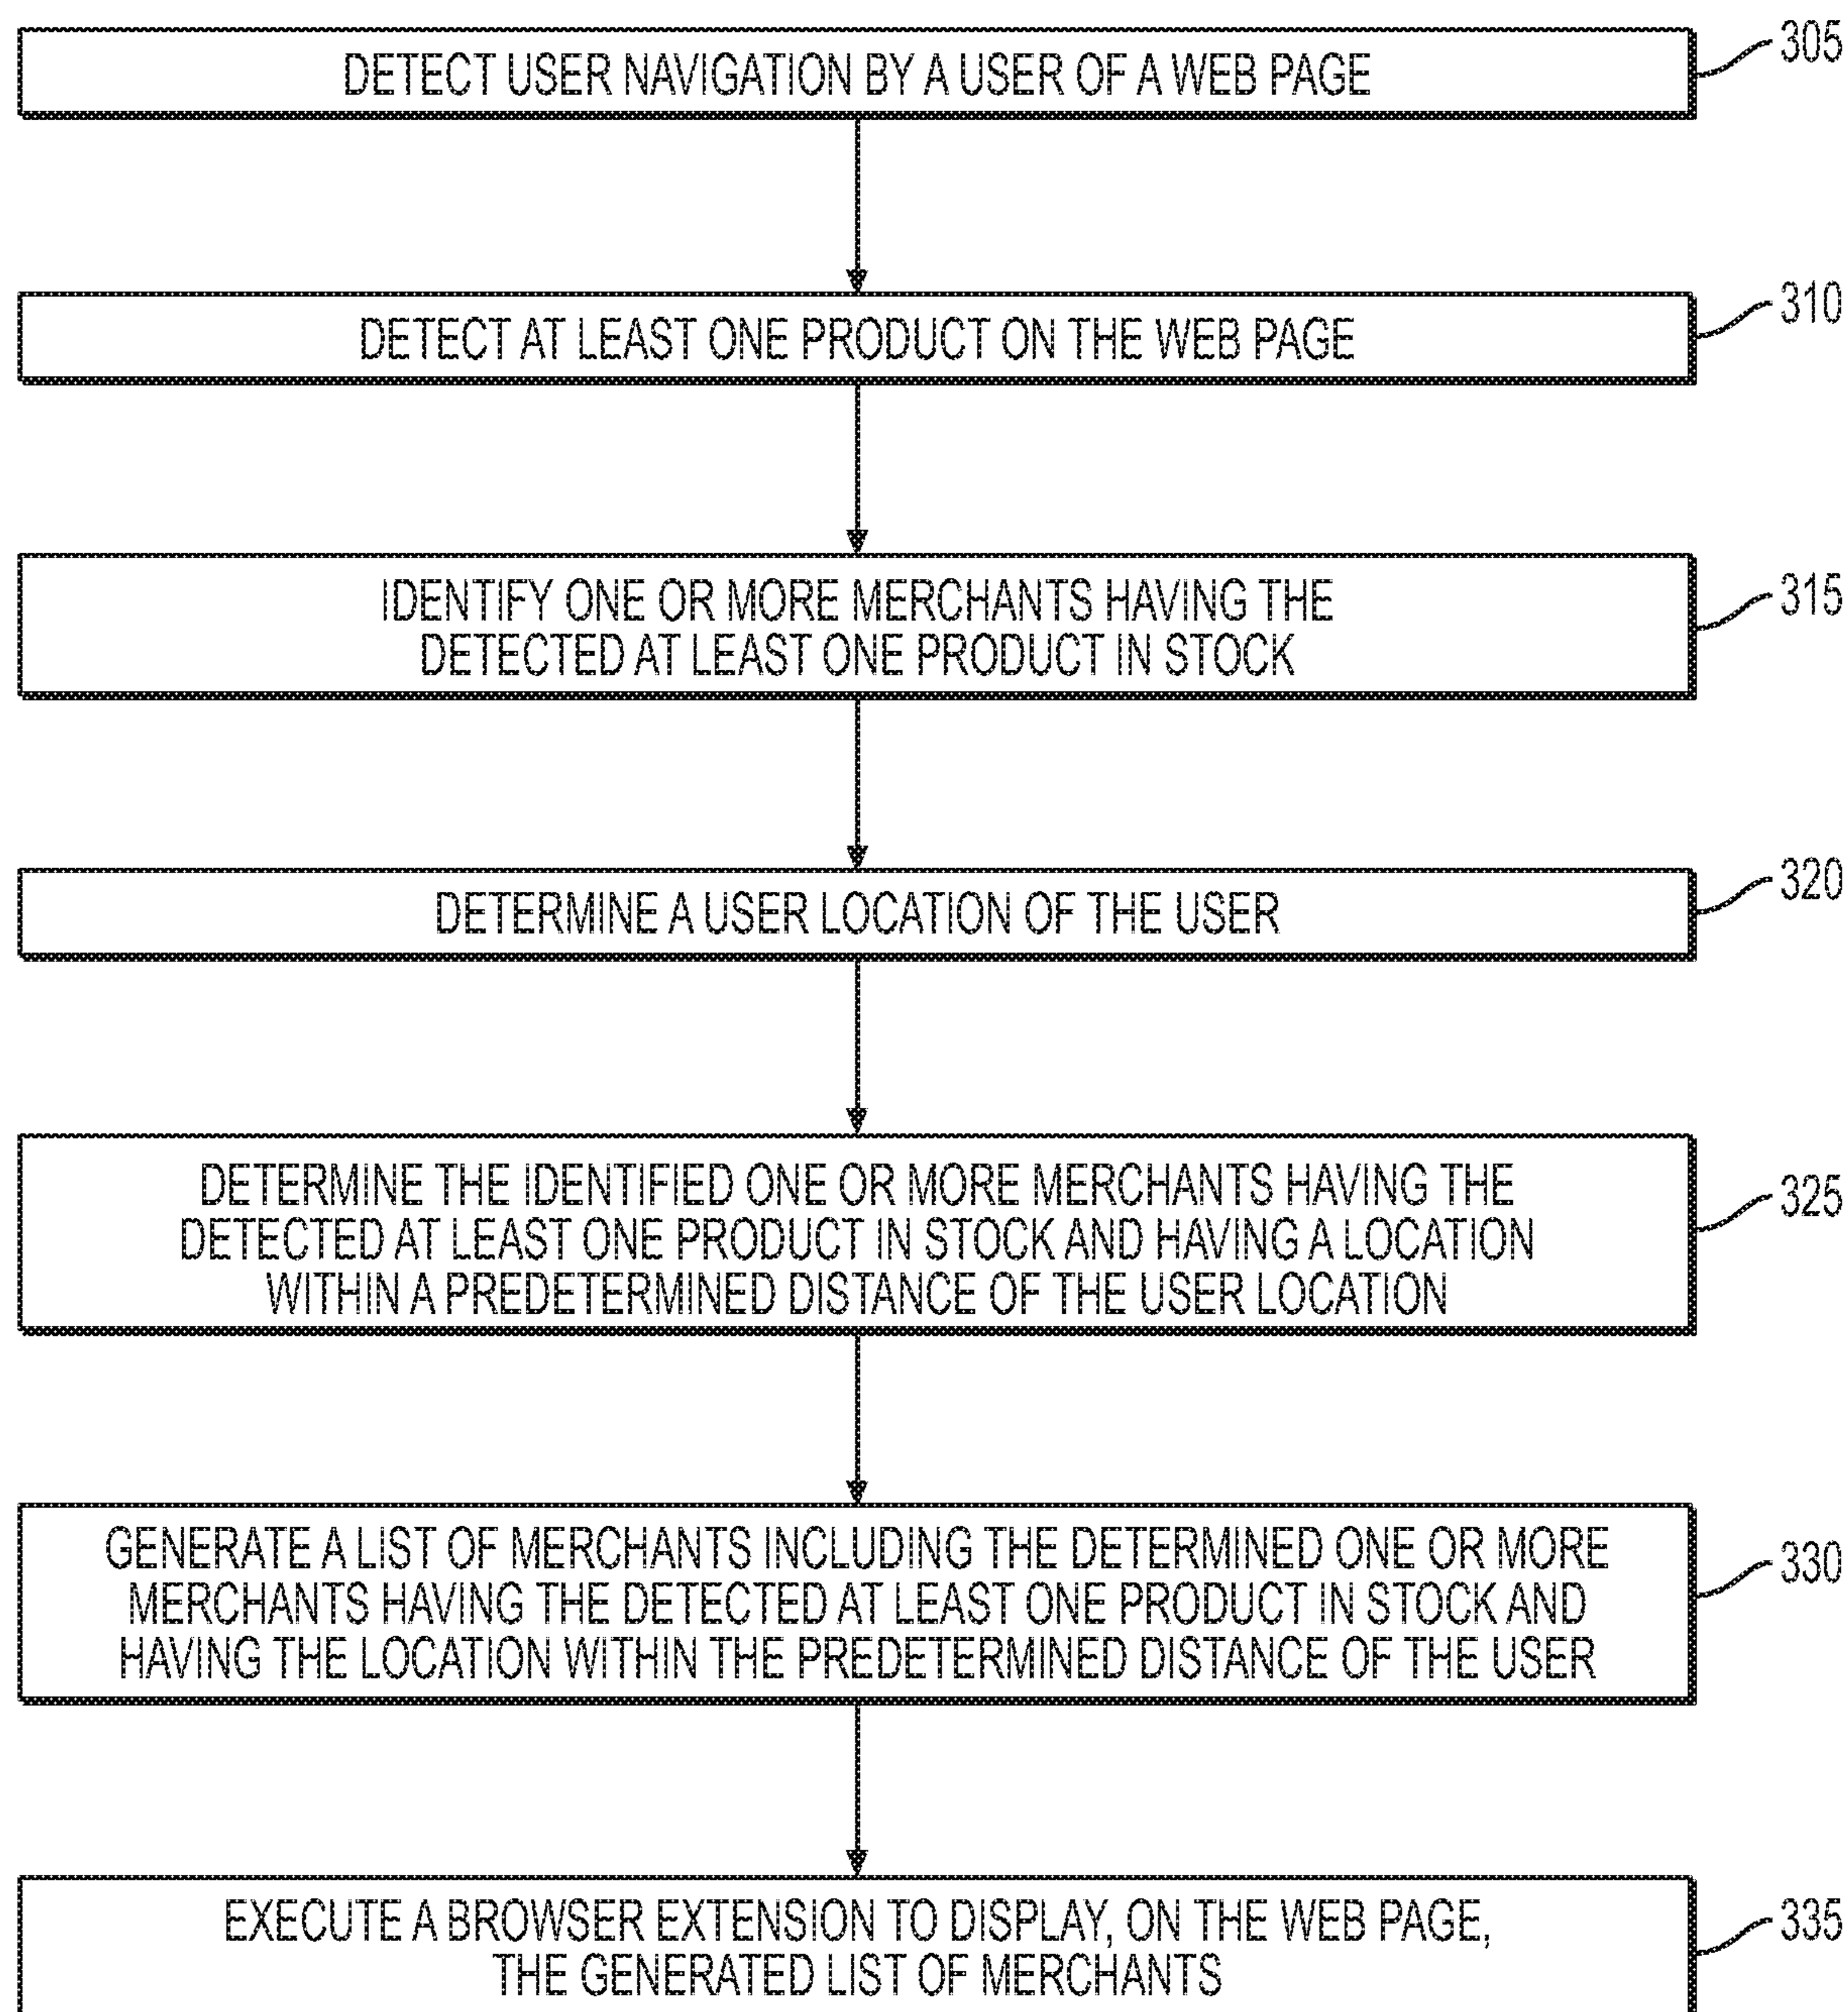 DETECT USER NAVIGATION BY A USER OF A WEB PAGE
305
DETECT AT LEAST ONE PRODUCT ON THE WEB PAGE
310
IDENTIFY ONE OR MORE MERCHANTS HAVING THE
DETECTED AT LEAST ONE PRODUCT IN STOCK
315
DETERMINE A USER LOCATION OF THE USER
320
DETERMINE THE IDENTIFIED ONE OR MORE MERCHANTS HAVING THE
DETECTED AT LEAST ONE PRODUCT IN STOCK AND HAVING A LOCATION
WITHIN A PREDETERMINED DISTANCE OF THE USER LOCATION
325
GENERATE A LIST OF MERCHANTS INCLUDING THE DETERMINED ONE OR MORE
MERCHANTS HAVING THE DETECTED AT LEAST ONE PRODUCT IN STOCK AND
HAVING THE LOCATION WITHIN THE PREDETERMINED DISTANCE OF THE USER
330
EXECUTE A BROWSER EXTENSION TO DISPLAY, ON THE WEB PAGE,
THE GENERATED LIST OF MERCHANTS
335